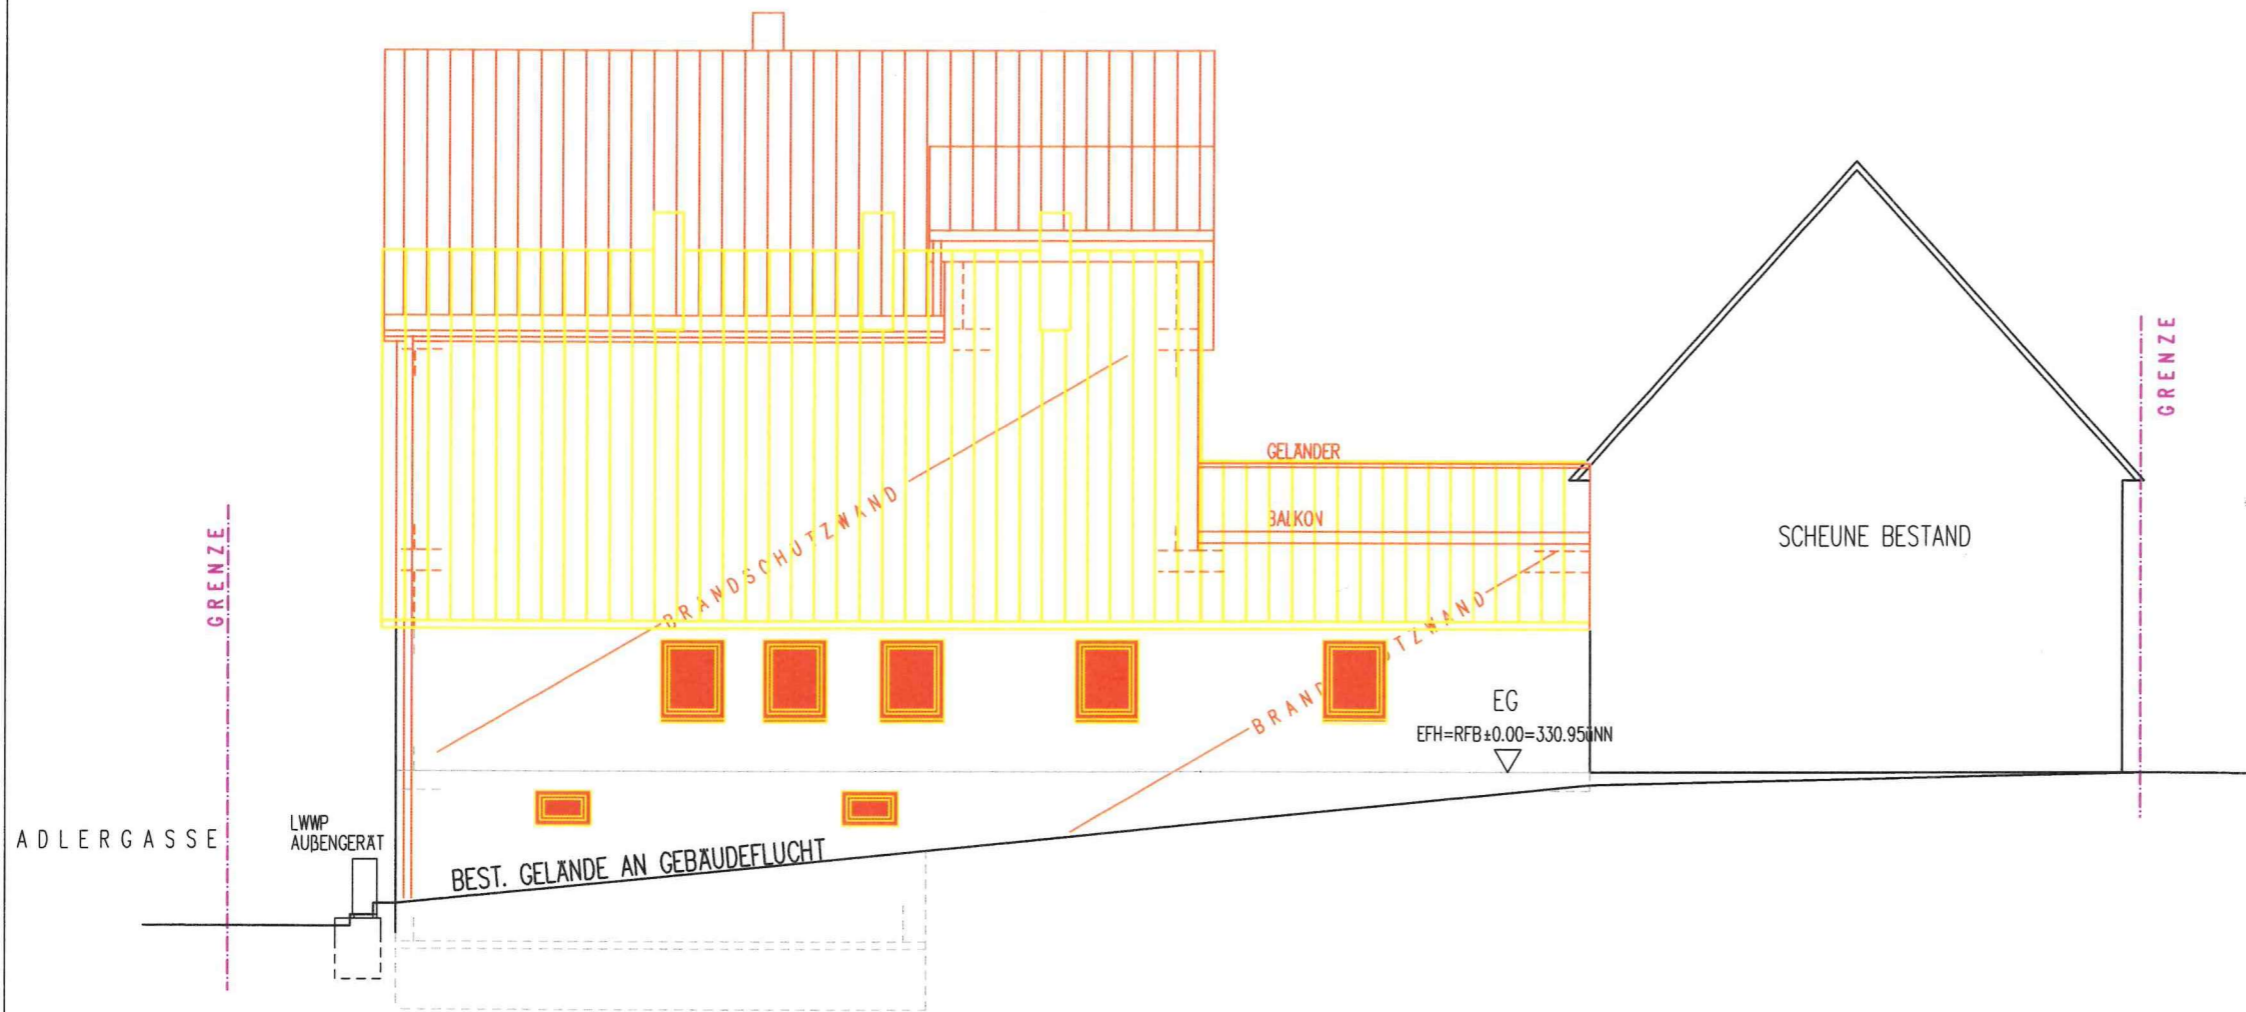 GELÄNDER
BALKON
BRANDSCHUTZWAND
SCHEUNE BESTAND
GRENZE
GRENZE
EG
EFH=RFB±0.00=330.95üNN
LWWP
AUßENGERÄT
ADLERGASSE
BEST. GELÄNDE AN GEBÄUDEFLUCHT